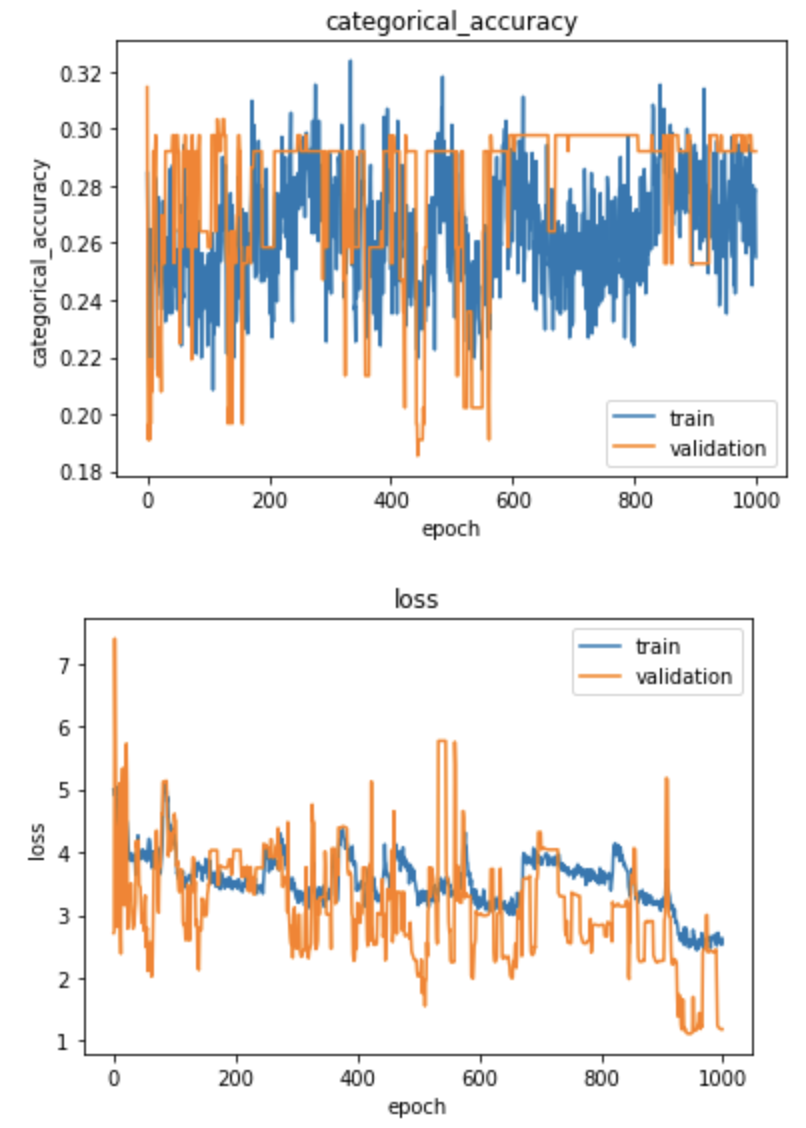 categorical_accuracy
categorical_accuracy
0.32
0.30
0.28
0.26
0.24
0.22
0.20
0.18
train
validation
0 200 400 600 800 1000
epoch
loss
loss
7
6
5
4
3
2
1
train
validation
0 200 400 600 800 1000
epoch